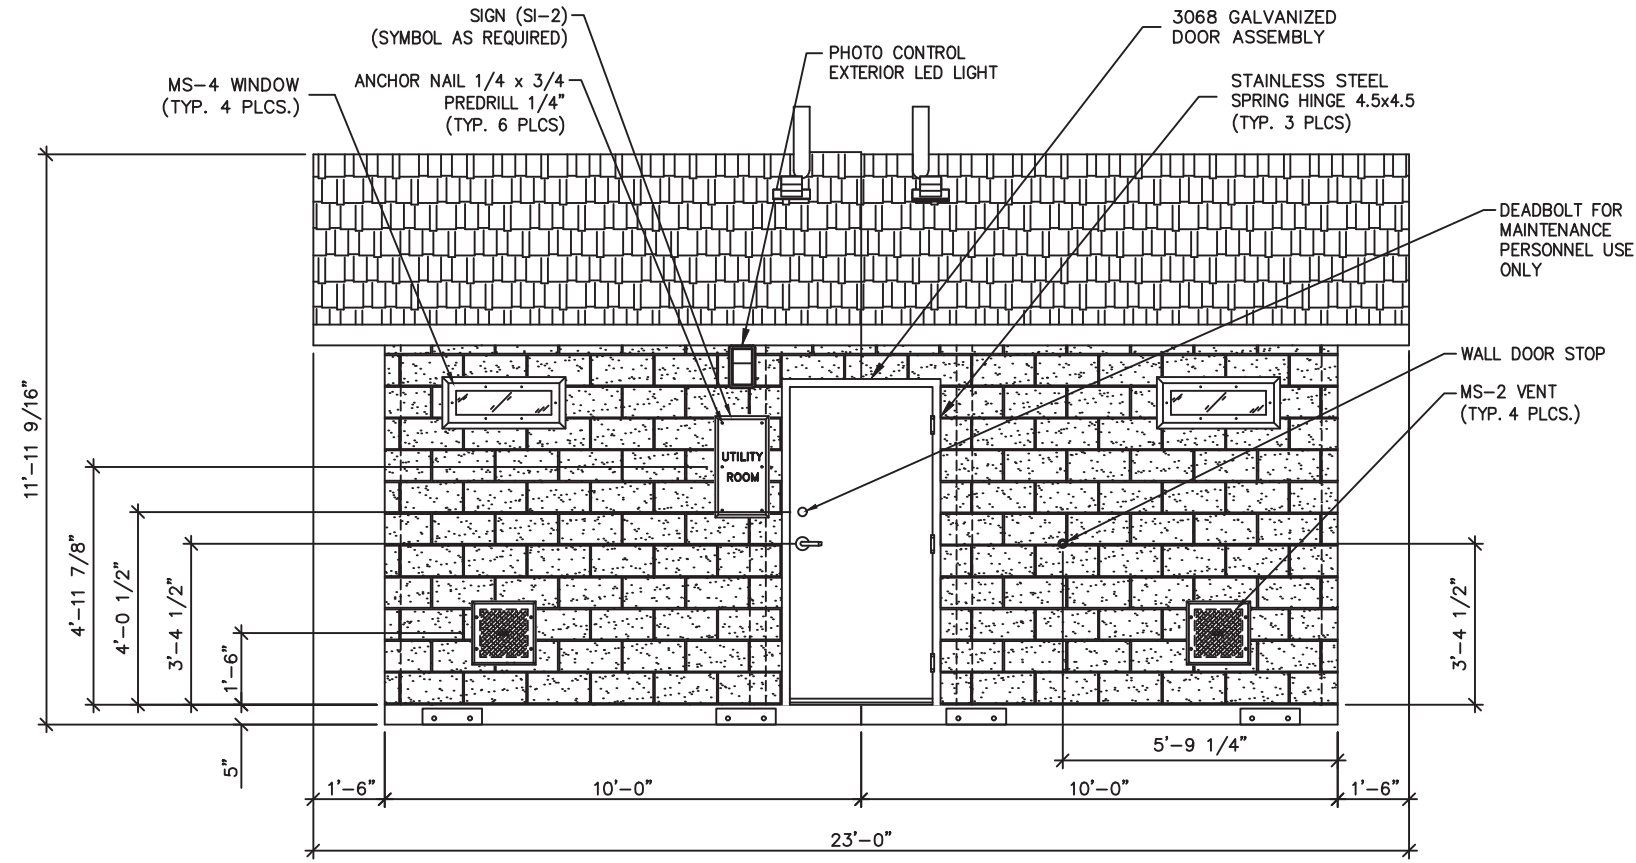 SIGN (SI-2)
(SYMBOL AS REQUIRED)
3068 GALVANIZED
DOOR ASSEMBLY
PHOTO CONTROL
EXTERIOR LED LIGHT
MS-4 WINDOW
(TYP. 4 PLCS.)
ANCHOR NAIL 1/4 x 3/4
PREDRILL 1/4"
(TYP. 6 PLCS)
STAINLESS STEEL
SPRING HINGE 4.5x4.5
(TYP. 3 PLCS)
DEADBOLT FOR
MAINTENANCE
PERSONNEL USE
ONLY
WALL DOOR STOP
MS-2 VENT
(TYP. 4 PLCS.)
UTILITY
ROOM
11'-11 9/16"
4'-11 7/8"
4'-0 1/2"
3'-4 1/2"
1'-6"
5"
3'-4 1/2"
5'-9 1/4"
1'-6"
10'-0"
10'-0"
1'-6"
23'-0"